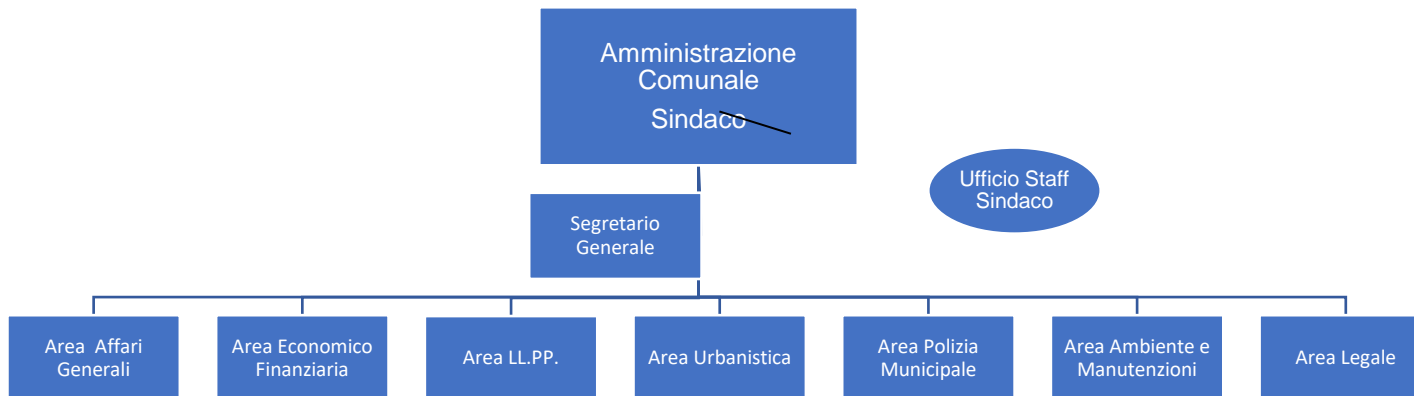 Amministrazione
Comunale
Sindaco
Ufficio Staff
Sindaco
Segretario
Generale
Area Affari
Generali
Area Economico
Finanziaria
Area LL.PP.
Area Urbanistica
Area Polizia
Municipale
Area Ambiente e
Manutenzioni
Area Legale